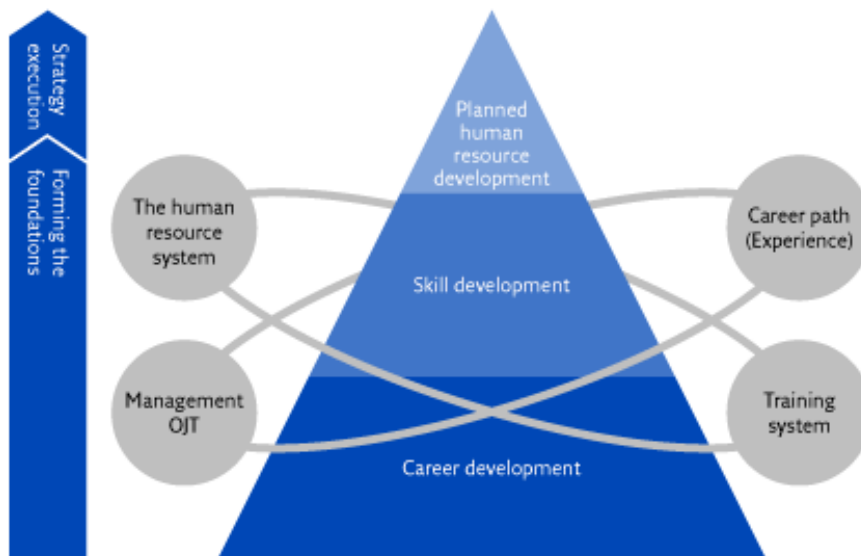 Strategy
execution
Forming the
foundations
Planned
human
resource
development
The human
resource
system
Career path
(Experience)
Skill development
Management
OJT
Training
system
Career development